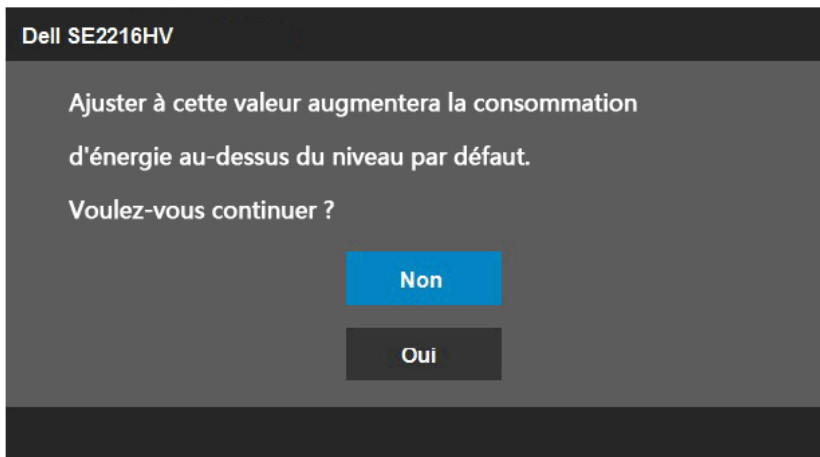 Dell SE2216HV
Ajuster à cette valeur augmentera la consommation
d'énergie au-dessus du niveau par défaut.
Voulez-vous continuer ?
Non
Oui